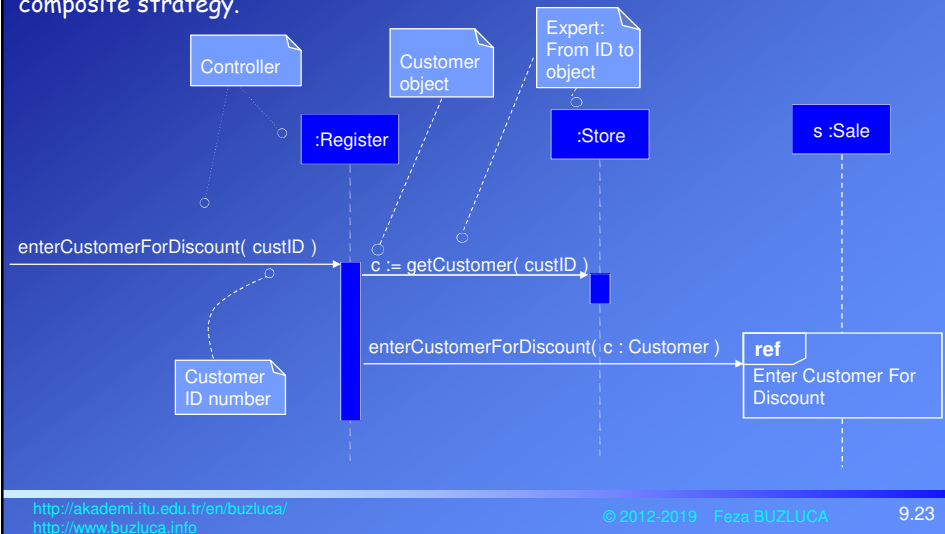 composite strategy.
Controller
Customer
object
Expert:
From ID to
object
:Register
:Store
s :Sale
enterCustomerForDiscount( custID )
c := getCustomer( custID )
enterCustomerForDiscount( c : Customer )
ref
Enter Customer For
Discount
Customer
ID number
http://akademi.itu.edu.tr/en/buzluca/
http://www.buzluca.info
© 2012-2019 Feza BUZLUCA
9.23